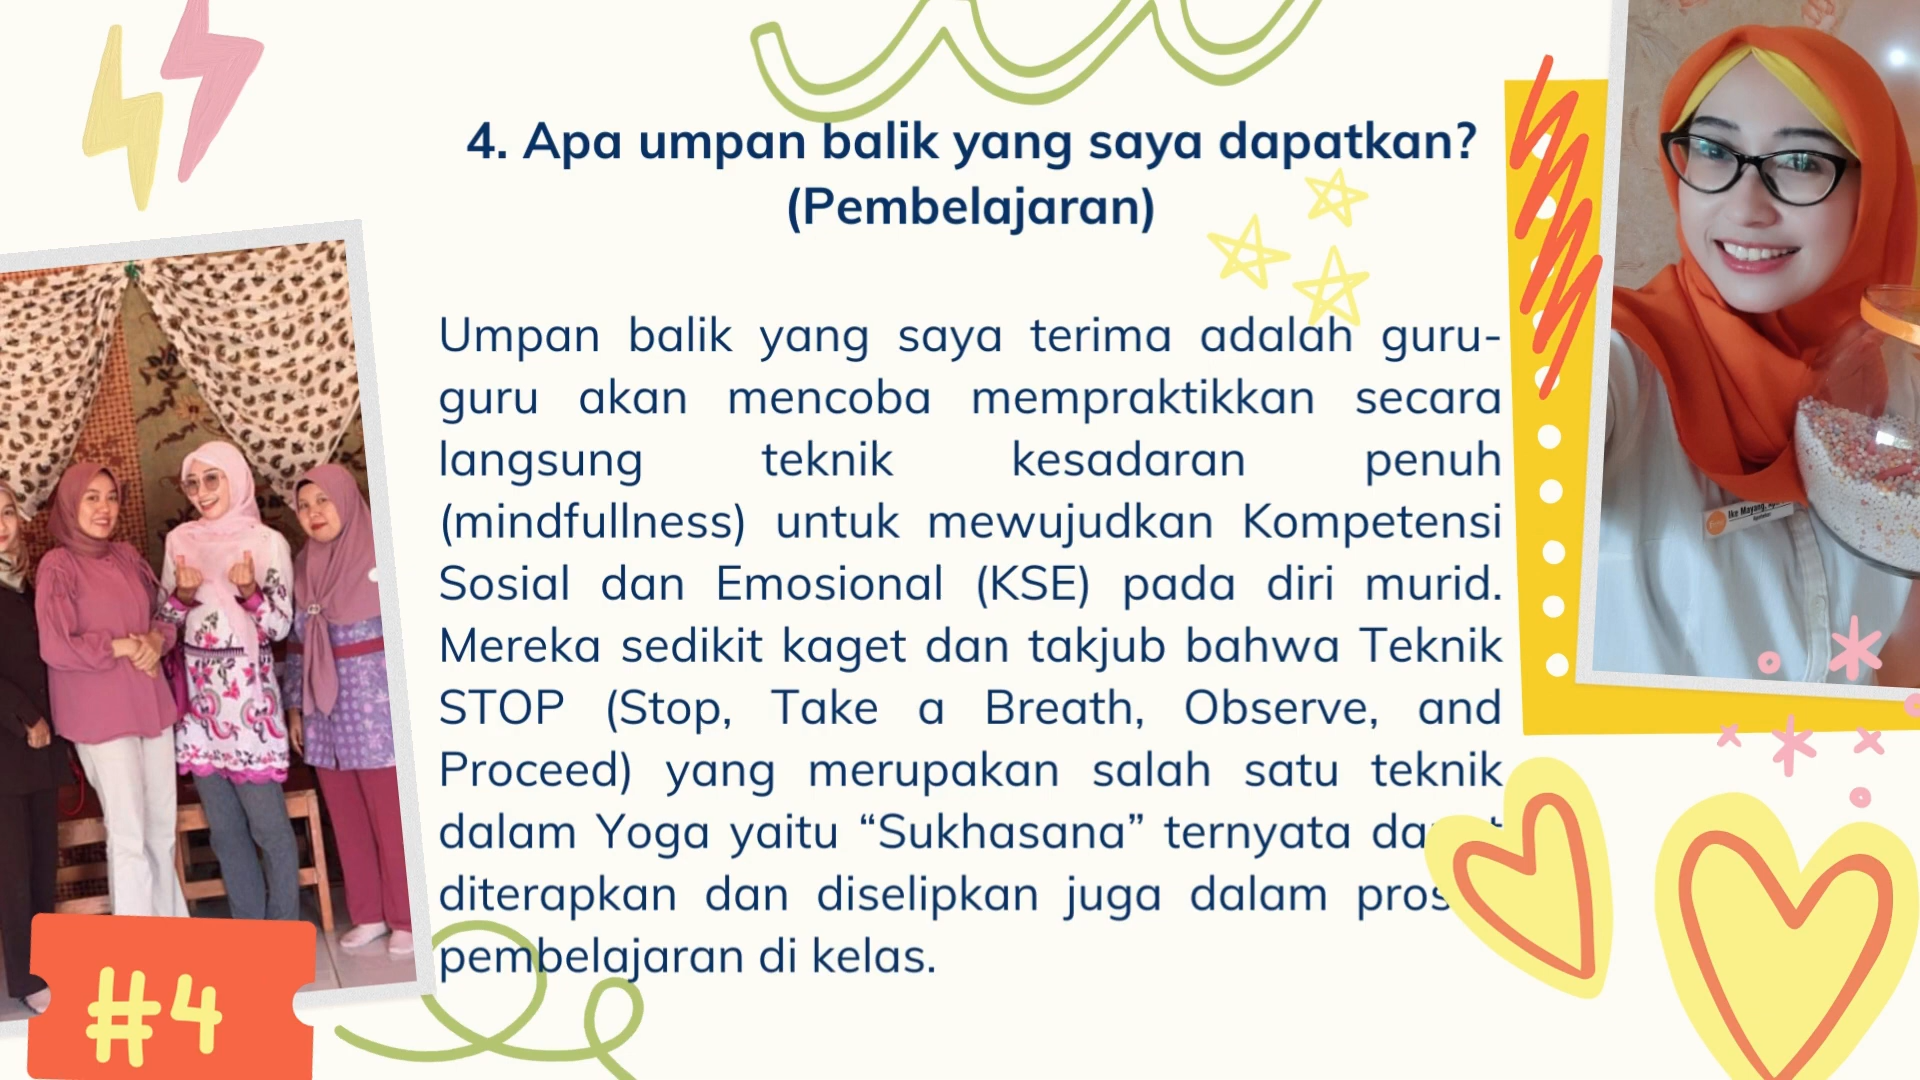 4. Apa umpan balik yang saya dapatkan?
(Pembelajaran)
Umpan balik yang saya terima adalah guru-
guru akan mencoba mempraktikkan secara
langsung teknik kesadaran penuh
(mindfullness) untuk mewujudkan Kompetensi
Sosial dan Emosional (KSE) pada diri murid.
Mereka sedikit kaget dan takjub bahwa Teknik
STOP (Stop, Take a Breath, Observe, and
Proceed) yang merupakan salah satu teknik
dalam Yoga yaitu “Sukhasana” ternyata
diterapkan dan diselipkan juga dalam
pembelajaran di kelas.
Ike Mayang,
#4